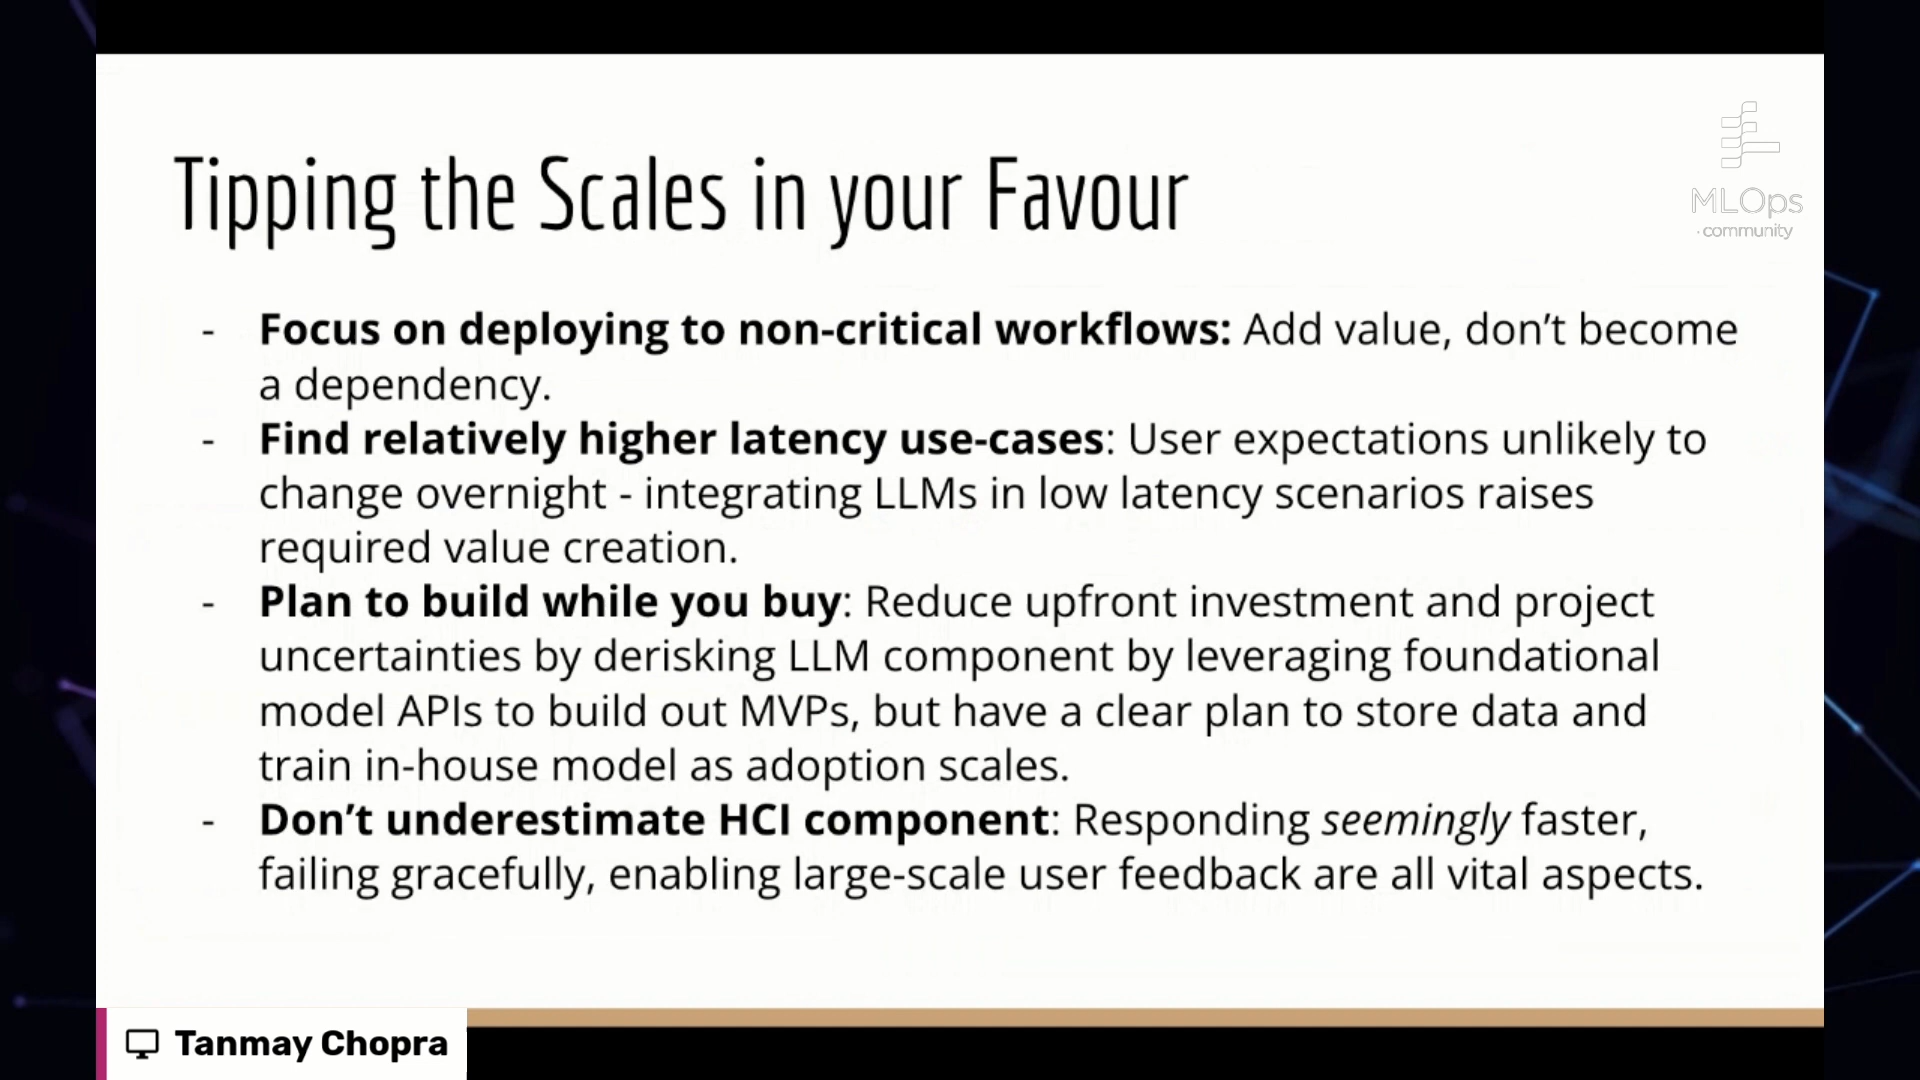 Tipping the Scales in your Favour
MLOps
community
- Focus on deploying to non-critical workflows: Add value, don’t become
a dependency.
- Find relatively higher latency use-cases: User expectations unlikely to
change overnight - integrating LLMs in low latency scenarios raises
required value creation.
- Plan to build while you buy: Reduce upfront investment and project
uncertainties by derisking LLM component by leveraging foundational
model APIs to build out MVPs, but have a clear plan to store data and
train in-house model as adoption scales.
- Don’t underestimate HCI component: Responding seemingly faster,
failing gracefully, enabling large-scale user feedback are all vital aspects.
Tanmay Chopra